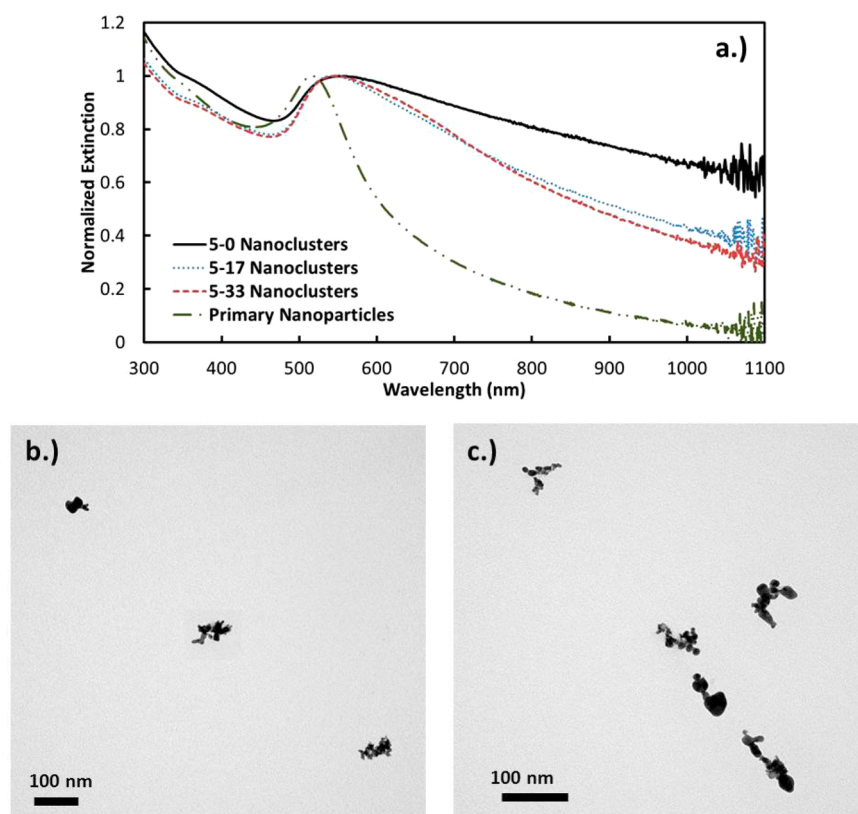 a.)
1.2
1
0.8
0.6
0.4
0.2
0
Normalized Extinction
5-0 Nanoclusters
5-17 Nanoclusters
5-33 Nanoclusters
Primary Nanoparticles
300 400 500 600 700 800 900 1000 1100
Wavelength (nm)
b.)
100 nm
c.)
100 nm